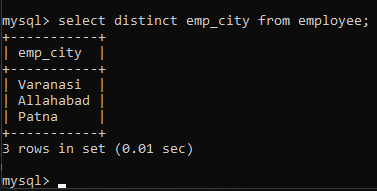 mysql> select distinct emp_city from employee;
+-----------+
| emp_city  |
+-----------+
| Varanasi  |
| Allahabad |
| Patna     |
+-----------+
3 rows in set (0.01 sec)
mysql> _